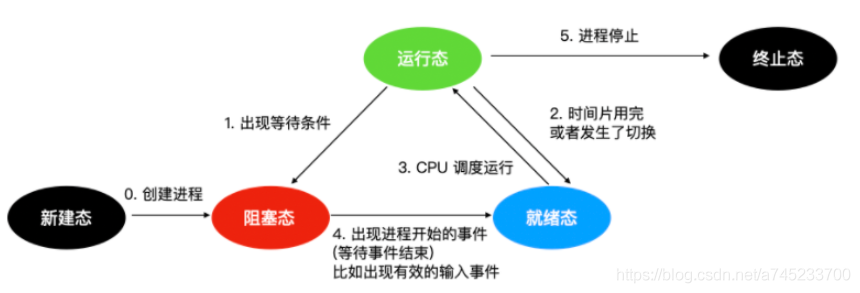 运行态
5. 进程停止
终止态
1. 出现等待条件
2. 时间片用完
或者发生了切换
3. CPU 调度运行
0. 创建进程
新建态
阻塞态
就绪态
4. 出现进程开始的事件
(等待事件结束)
比如出现有效的输入事件
https://blog.csdn.net/a745233700